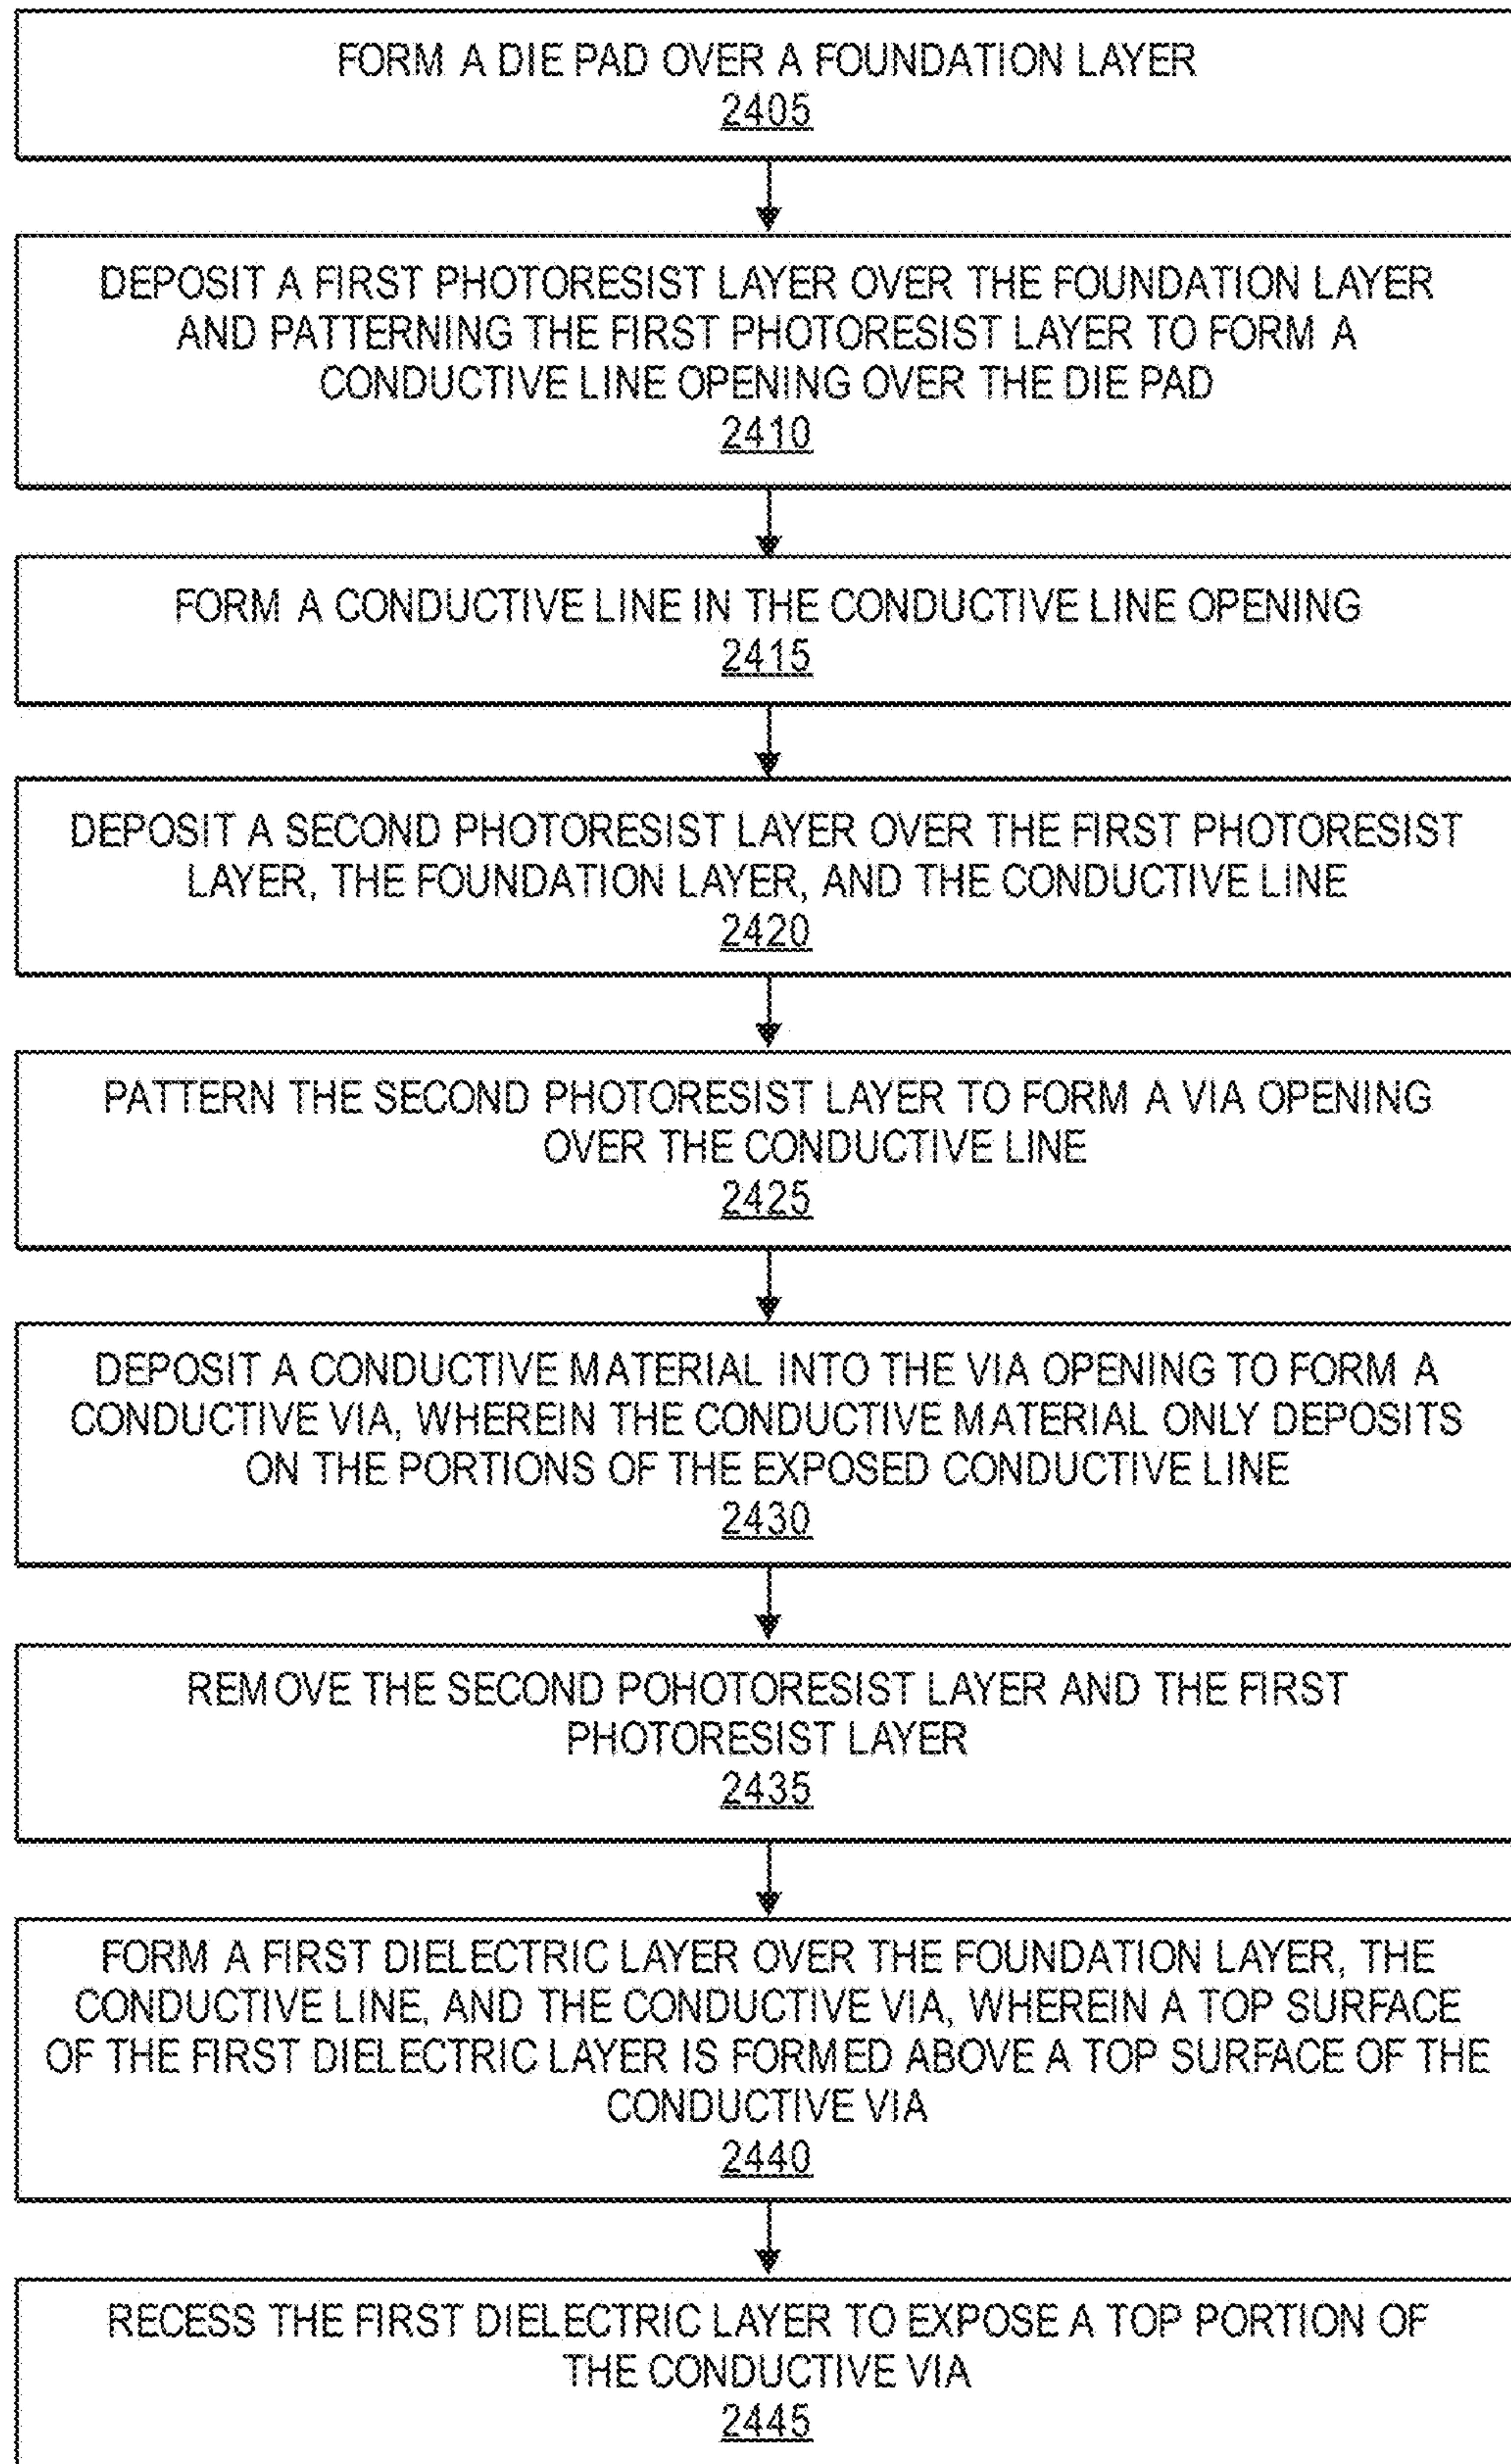 FORM A DIE PAD OVER A FOUNDATION LAYER
2405
DEPOSIT A FIRST PHOTORESIST LAYER OVER THE FOUNDATION LAYER
AND PATTERNING THE FIRST PHOTORESIST LAYER TO FORM A
CONDUCTIVE LINE OPENING OVER THE DIE PAD
2410
FORM A CONDUCTIVE LINE IN THE CONDUCTIVE LINE OPENING
2415
DEPOSIT A SECOND PHOTORESIST LAYER OVER THE FIRST PHOTORESIST
LAYER, THE FOUNDATION LAYER, AND THE CONDUCTIVE LINE
2420
PATTERN THE SECOND PHOTORESIST LAYER TO FORM A VIA OPENING
OVER THE CONDUCTIVE LINE
2425
DEPOSIT A CONDUCTIVE MATERIAL INTO THE VIA OPENING TO FORM A
CONDUCTIVE VIA, WHEREIN THE CONDUCTIVE MATERIAL ONLY DEPOSITS
ON THE PORTIONS OF THE EXPOSED CONDUCTIVE LINE
2430
REMOVE THE SECOND POHOTORESIST LAYER AND THE FIRST
PHOTORESIST LAYER
2435
FORM A FIRST DIELECTRIC LAYER OVER THE FOUNDATION LAYER, THE
CONDUCTIVE LINE, AND THE CONDUCTIVE VIA, WHEREIN A TOP SURFACE
OF THE FIRST DIELECTRIC LAYER IS FORMED ABOVE A TOP SURFACE OF THE
CONDUCTIVE VIA
2440
RECESS THE FIRST DIELECTRIC LAYER TO EXPOSE A TOP PORTION OF
THE CONDUCTIVE VIA
2445